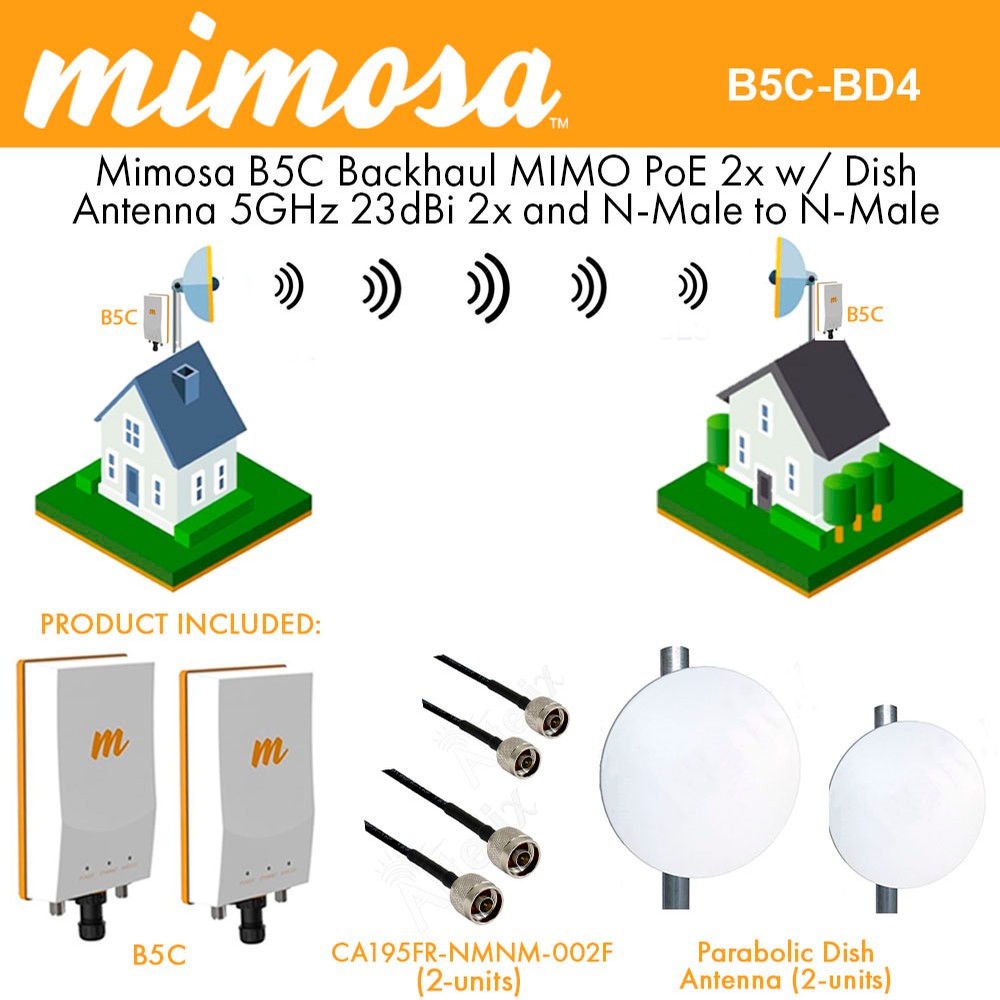 mimosa™
B5C-BD4
Mimosa B5C Backhaul MIMO PoE 2x w/ Dish
Antenna 5GHz 23dBi 2x and N-Male to N-Male
B5C
B5C
PRODUCT INCLUDED:
m
m
B5C
CA195FR-NMNM-002F
(2-units)
Parabolic Dish
Antenna (2-units)